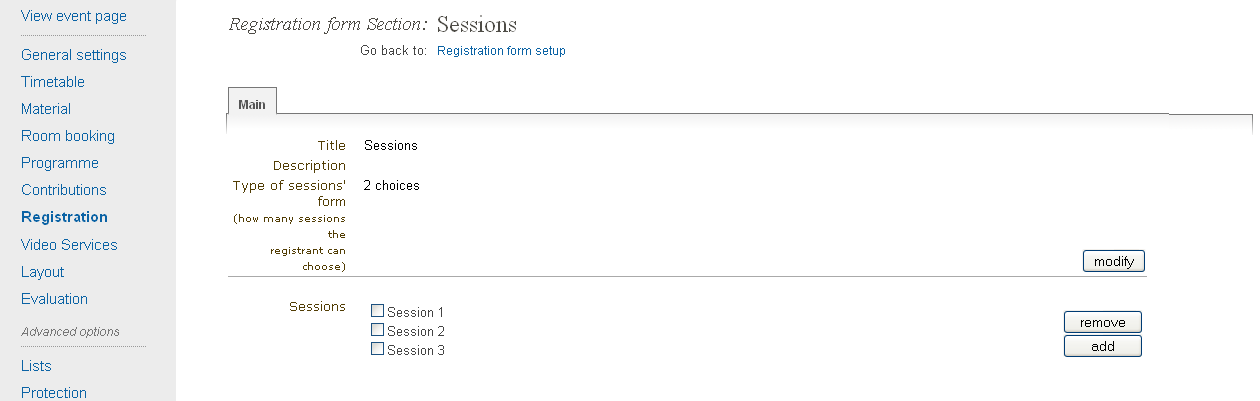 View event page
General settings
Timetable
Material
Room booking
Programme
Contributions
Registration
Video Services
Layout
Evaluation
Advanced options
Lists
Protection
Registration form Section: Sessions
Go back to: Registration form setup
Main
Title Sessions
Description
Type of sessions' 2 choices
form
(how many sessions
the
registrant can
choose)
modify
Sessions
Session 1
Session 2
Session 3
remove
add